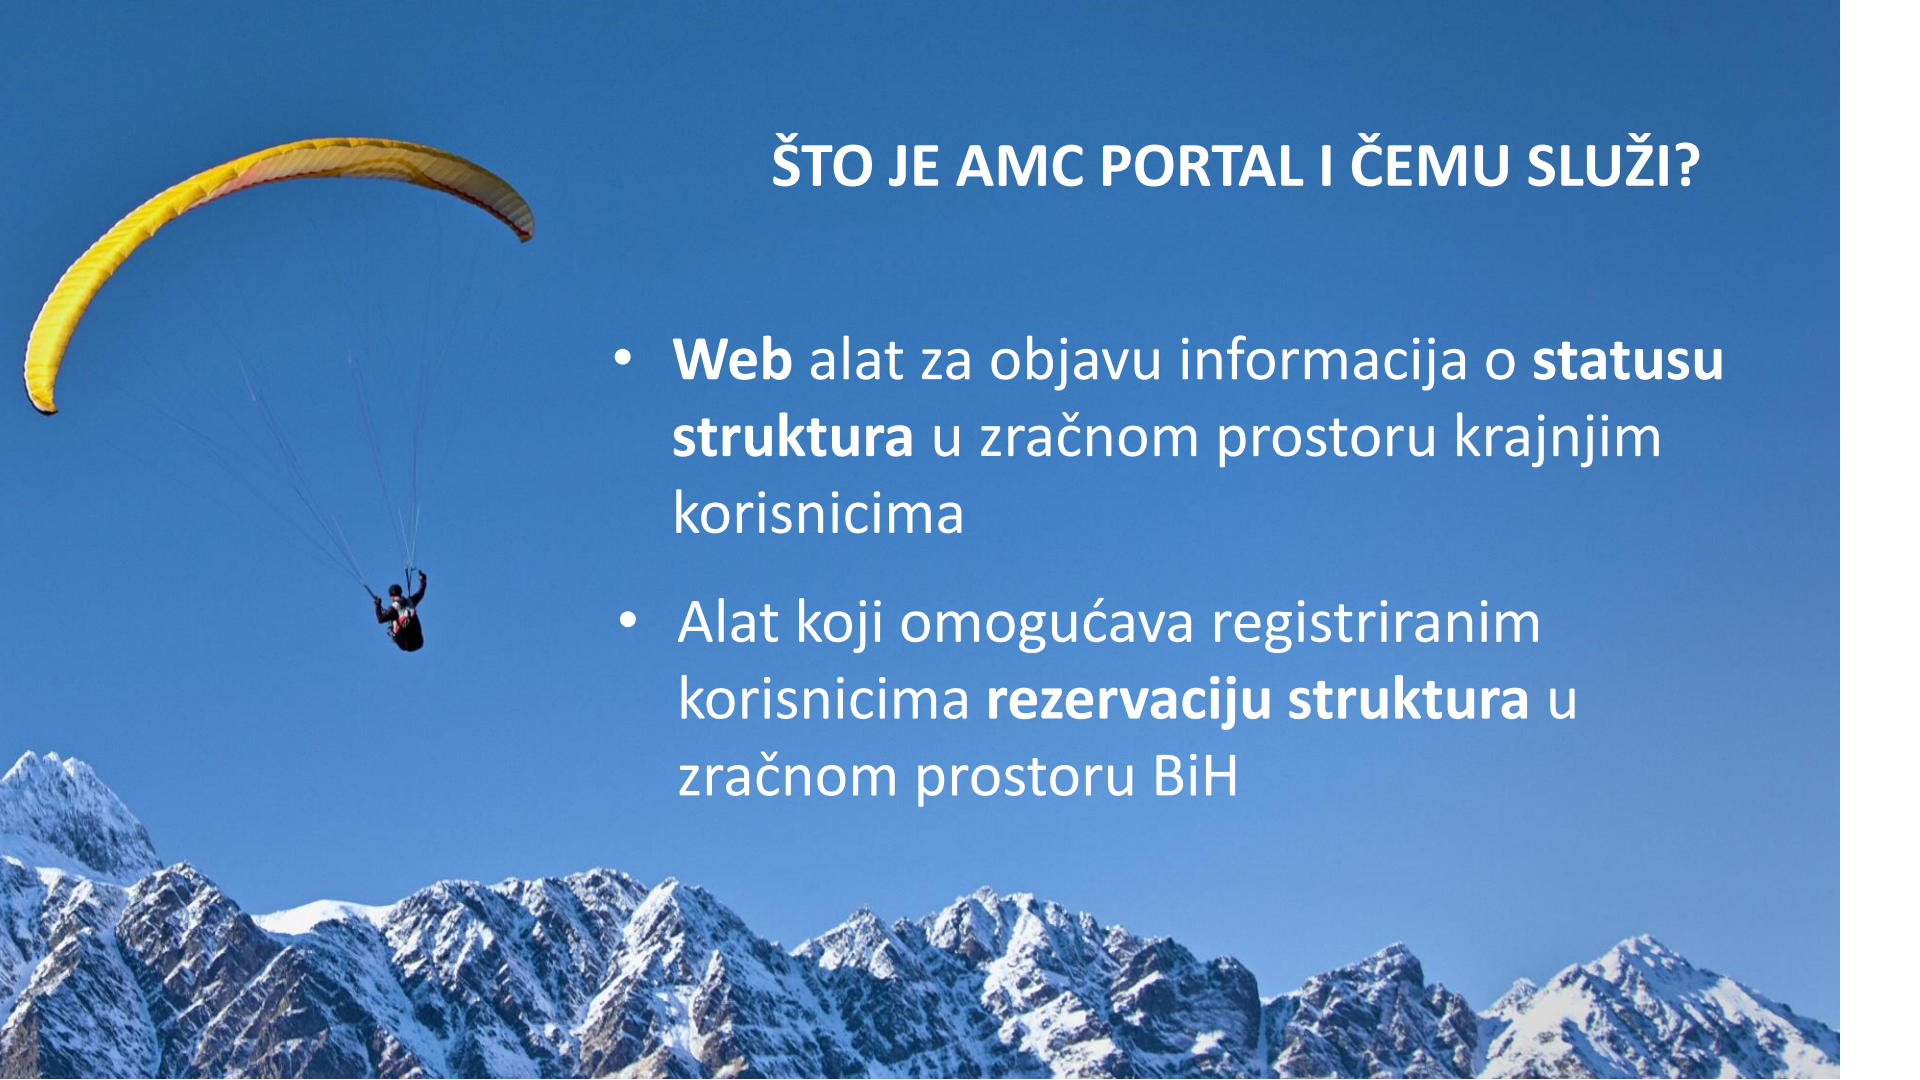 ŠTO JE AMC PORTAL I ČEMU SLUŽI?
• Web alat za objavu informacija o statusu
struktura u zračnom prostoru krajnjim
korisnicima
• Alat koji omogućava registriranim
korisnicima rezervaciju struktura u
zračnom prostoru BiH